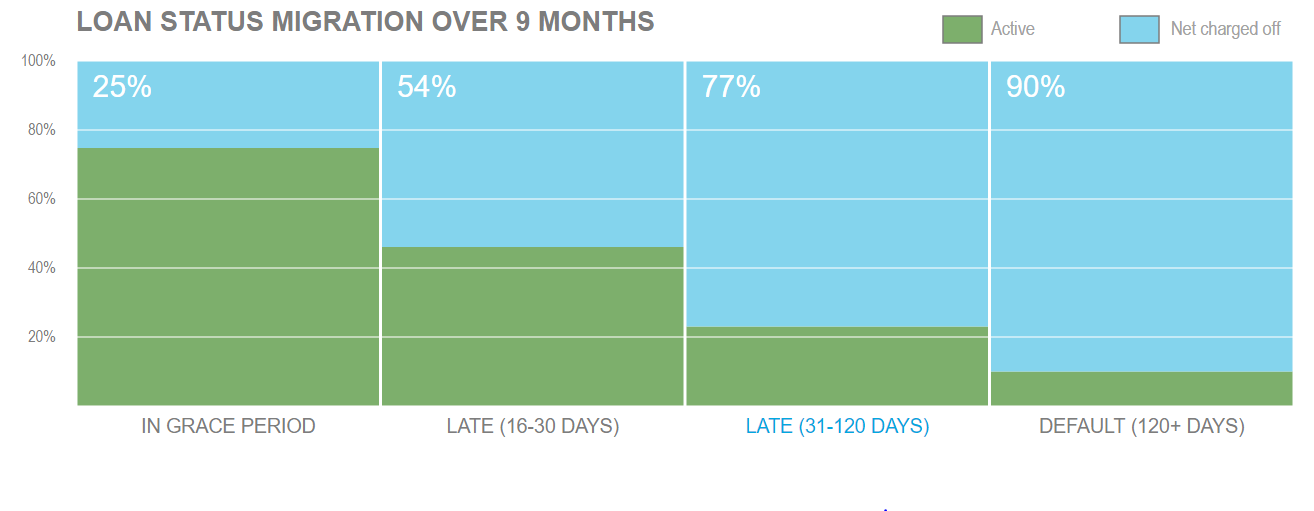 LOAN STATUS MIGRATION OVER 9 MONTHS
Active
Net charged off
100%
80%
60%
40%
20%
25%
54%
77%
90%
IN GRACE PERIOD
LATE (16-30 DAYS)
LATE (31-120 DAYS)
DEFAULT (120+ DAYS)